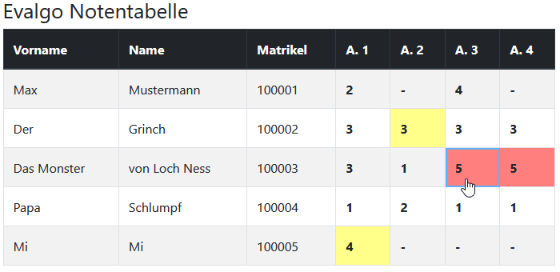 Evalgo Notentabelle
Vorname Name Matrikel A. 1 A. 2 A. 3 A. 4
Max Mustermann 100001 2 - 4 -
Der Grinch 100002 3 3 3 3
Das Monster von Loch Ness 100003 3 1 5 5
Papa Schlumpf 100004 1 2 1 1
Mi Mi 100005 4 - - -